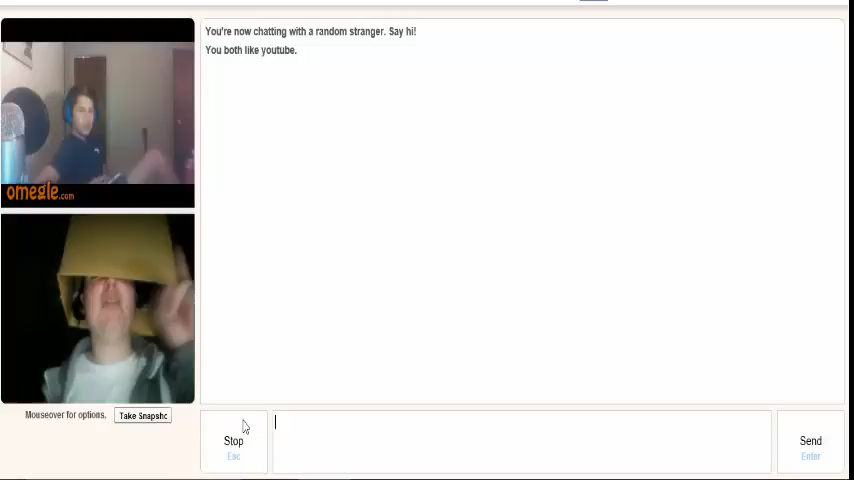 You're now chatting with a random stranger. Say hi!
You both like youtube.
omegle.com
Mouseover for options.
Take Snapshc
Stop
Esc
Send
Enter